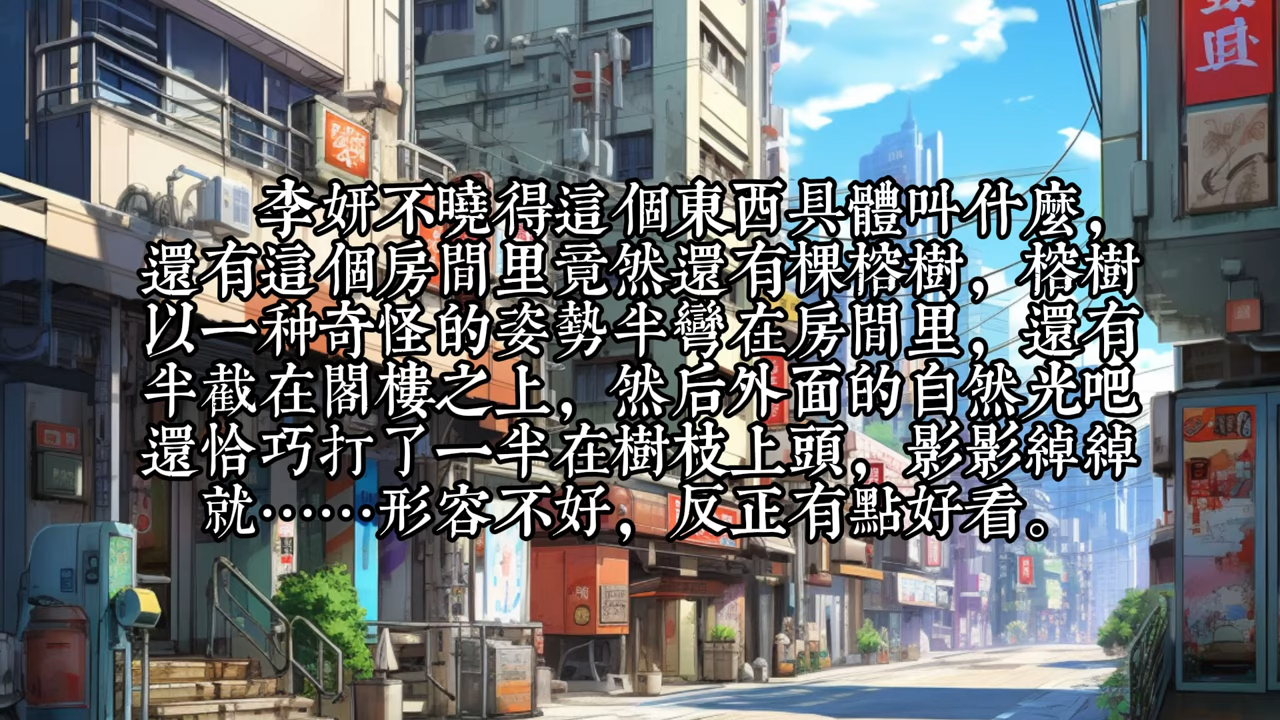 李妍不曉得這個東西具體叫什麼，
還有這個房間里竟然還有棵榕樹，榕樹
以一种奇怪的姿勢半彎在房間里，還有
半截在閣樓之上，然后外面的自然光吧
還恰巧打了一半在樹枝上頭，影影綽綽
就……形容不好，反正有點好看。